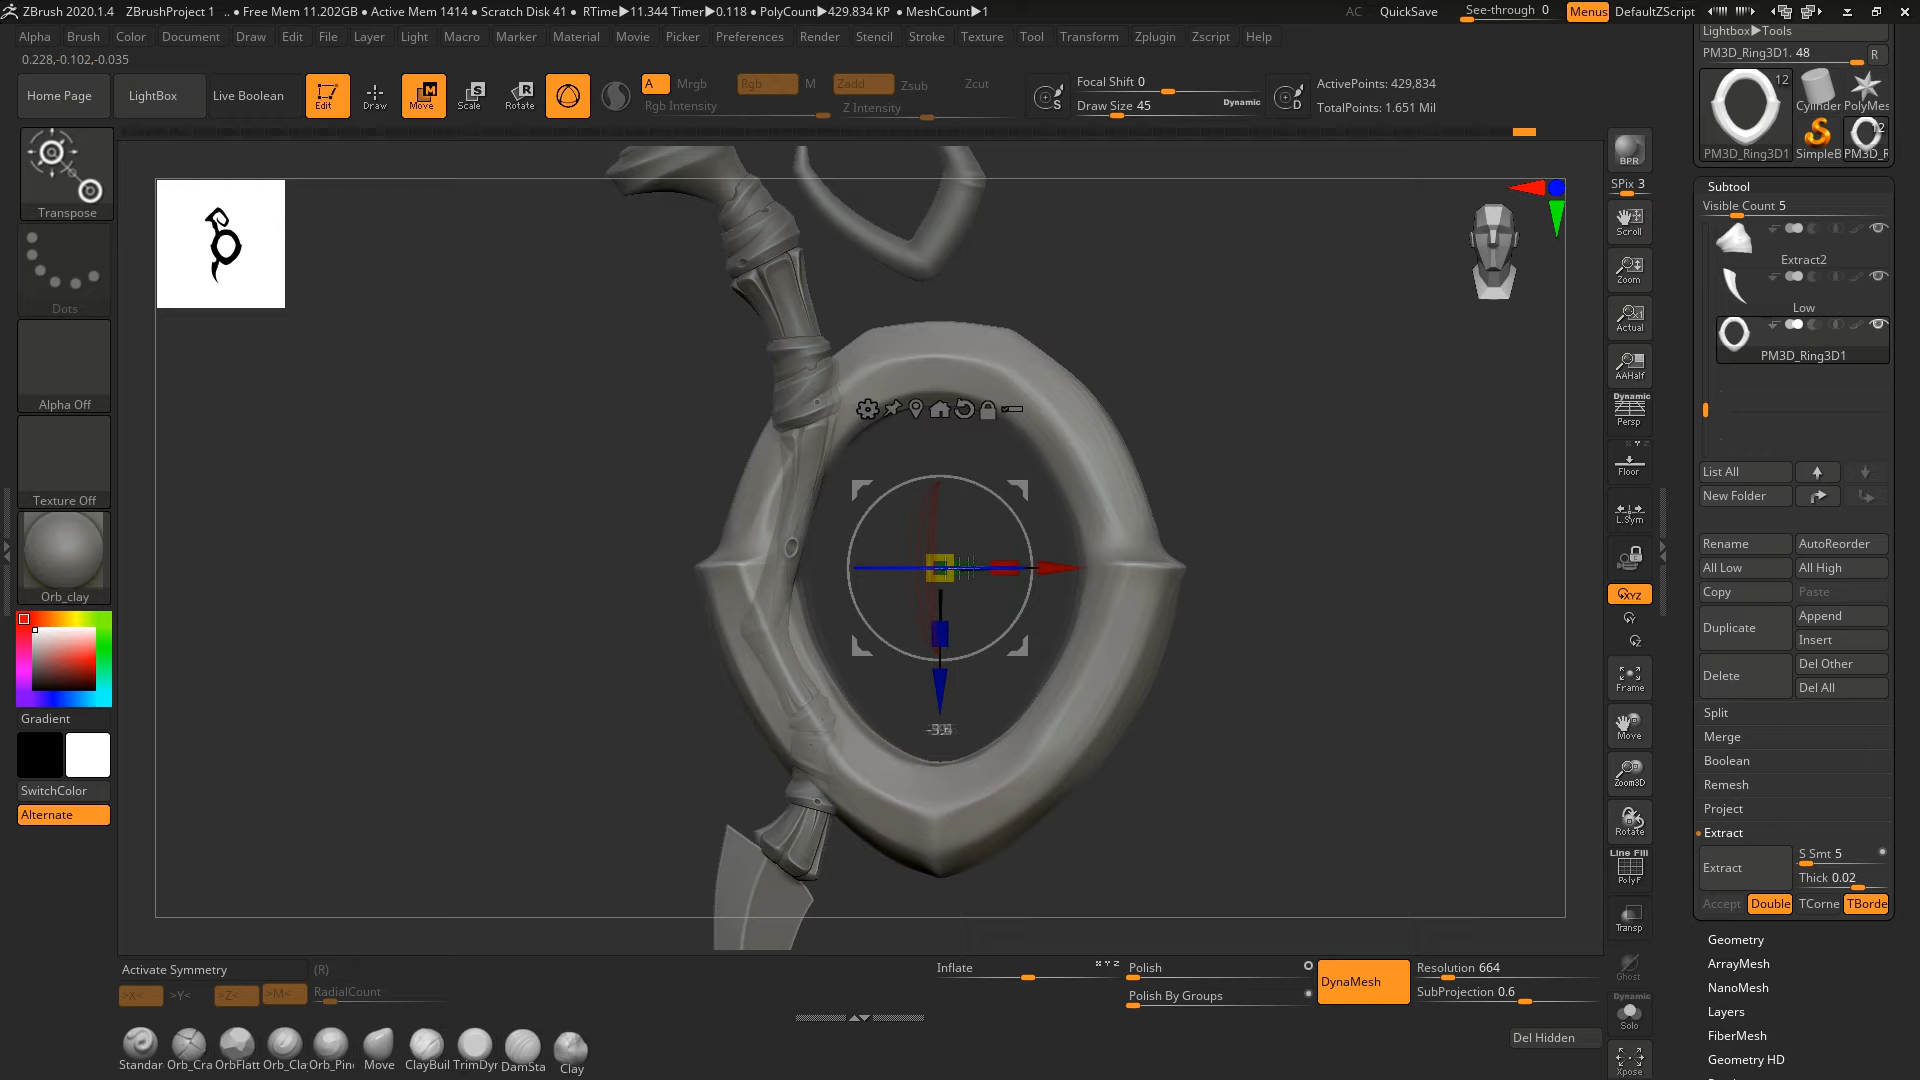 ZBrush 2020.1.4 ZBrushProject 1 .. • Free Mem 11.202GB • Active Mem 1414 • Scratch Disk 41 • RTime▶11.344 Timer▶0.118 • PolyCount▶429.834 KP • MeshCount▶1 AC QuickSave See-through 0 Menus DefaultZScript
Alpha Brush Color Document Draw Edit File Layer Light Macro Marker Material Movie Picker Preferences Render Stencil Stroke Texture Tool Transform Zplugin Zscript Help
0.228,-0.102,-0.035
Home Page LightBox Live Boolean Edit Draw Move Scale Rotate
A Mrgb Rgb M Zadd Zsub Zcut
Rgb Intensity Z Intensity
Focal Shift 0
Draw Size 45 Dynamic
ActivePoints: 429,834
TotalPoints: 1.651 Mil
Transpose
Dots
Alpha Off
Texture Off
Orb_clay
Gradient
SwitchColor
Alternate
BPR
SPix 3
Scroll
Zoom
Actual
AAHalf
Dynamic
Persp
Floor
L.Sym
XYZ
Frame
Move
Zoom3D
Rotate
Line Fill
PolyF
Transp
Ghost
Dynamic
Solo
Xpose
Lightbox▶Tools
PM3D_Ring3D1. 48 R
12
Cylinder PolyMes
12
PM3D_Ring3D1 SimpleB PM3D_R
Subtool
Visible Count 5
Extract2
Low
PM3D_Ring3D1
List All
New Folder
Rename AutoReorder
All Low All High
Copy Paste
Duplicate Append
Insert
Delete Del Other
Del All
Split
Merge
Boolean
Remesh
Project
Extract
Extract S Smt 5
Thick 0.02
Accept Double TCorne TBorde
Geometry
ArrayMesh
NanoMesh
Layers
FiberMesh
Geometry HD
Activate Symmetry (R)
>X< >Y< >Z< >M< RadialCount
Inflate X Y Z Polish
Polish By Groups
DynaMesh
Resolution 664
SubProjection 0.6
Del Hidden
Standar Orb_Cra OrbFlatt Orb_Cla Orb_Pin Move ClayBuil TrimDyr DamSta Clay